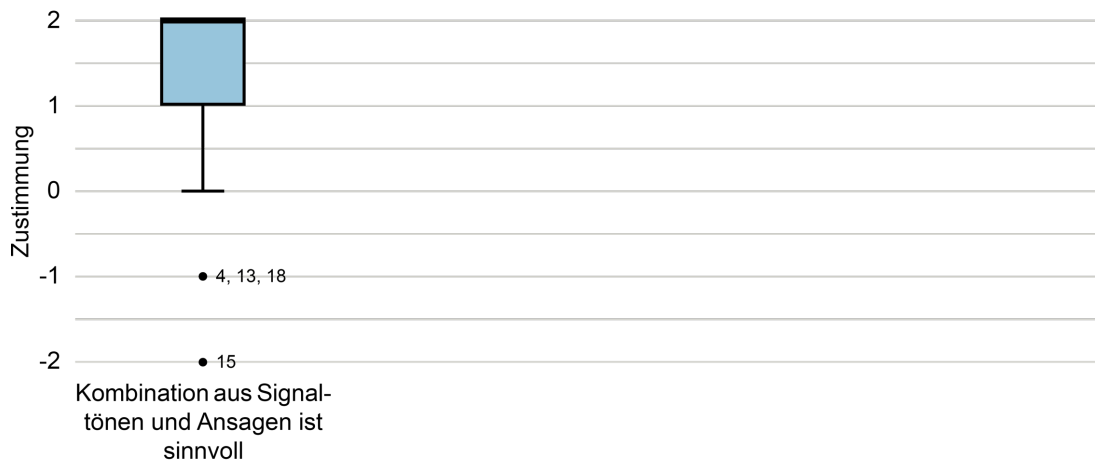 2
1
Zustimmung
0
-1
4, 13, 18
-2
15
Kombination aus Signal-
tönen und Ansagen ist
sinnvoll